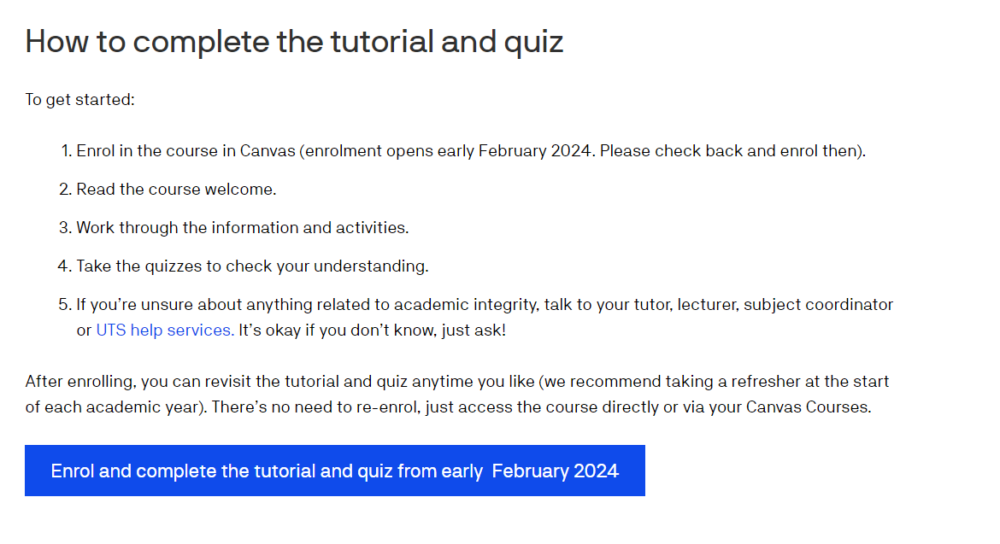 How to complete the tutorial and quiz
To get started:
1. Enrol in the course in Canvas (enrolment opens early February 2024. Please check back and enrol then).
2. Read the course welcome.
3. Work through the information and activities.
4. Take the quizzes to check your understanding.
5. If you’re unsure about anything related to academic integrity, talk to your tutor, lecturer, subject coordinator
or UTS help services. It’s okay if you don’t know, just ask!
After enrolling, you can revisit the tutorial and quiz anytime you like (we recommend taking a refresher at the start
of each academic year). There’s no need to re-enrol, just access the course directly or via your Canvas Courses.
Enrol and complete the tutorial and quiz from early  February 2024